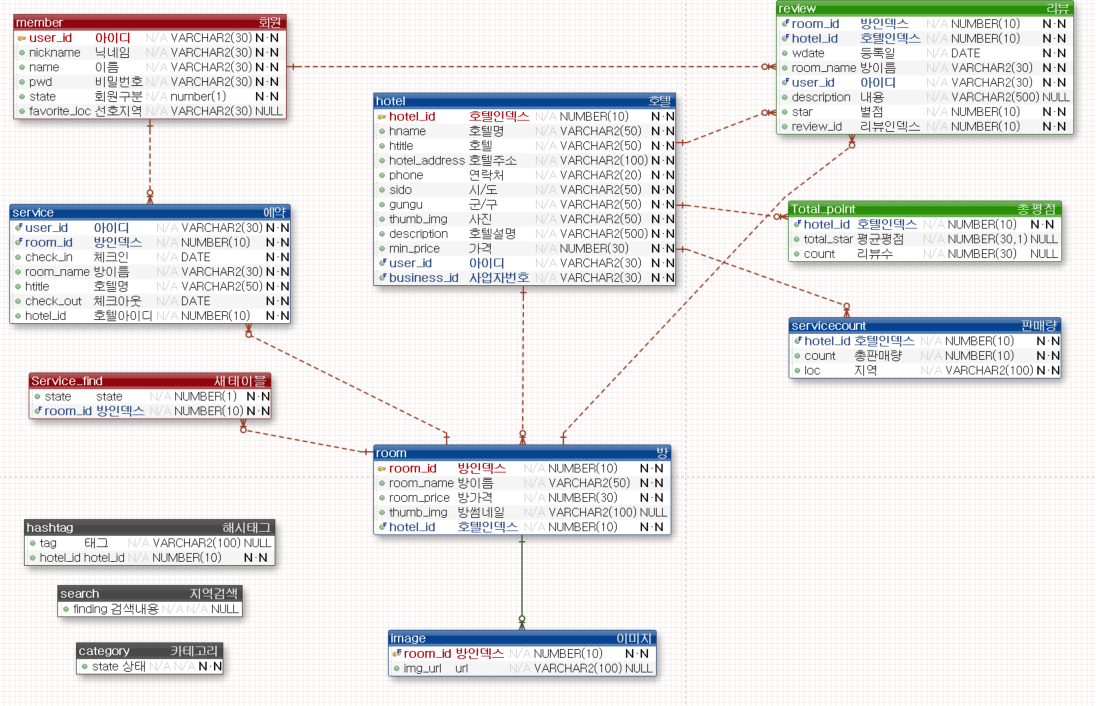 member 회원
user_id 아이디 N/A VARCHAR2(30) N·N
nickname 닉네임 N/A VARCHAR2(30) N·N
name 이름 N/A VARCHAR2(30) N·N
pwd 비밀번호 N/A VARCHAR2(30) N·N
state 회원구분 N/A number(1) N·N
favorite_loc 선호지역 N/A VARCHAR2(30) NULL
review 리뷰
room_id 방인덱스 N/A NUMBER(10) N·N
hotel_id 호텔인덱스 N/A NUMBER(10) N·N
wdate 등록일 N/A DATE N·N
room_name 방이름 N/A VARCHAR2(30) N·N
user_id 아이디 N/A VARCHAR2(30) N·N
description 내용 N/A VARCHAR2(500) NULL
star 별점 N/A NUMBER(10) N·N
review_id 리뷰인덱스 N/A NUMBER(10) N·N
hotel 호텔
hotel_id 호텔인덱스 N/A NUMBER(10) N·N
hname 호텔명 N/A VARCHAR2(50) N·N
htitle 호텔 N/A VARCHAR2(50) N·N
hotel_address 호텔주소 N/A VARCHAR2(100) N·N
phone 연락처 N/A VARCHAR2(20) N·N
sido 시/도 N/A VARCHAR2(50) N·N
gungu 군/구 N/A VARCHAR2(50) N·N
thumb_img 사진 N/A VARCHAR2(50) N·N
description 호텔설명 N/A VARCHAR2(500) N·N
min_price 가격 N/A NUMBER(30) N·N
user_id 아이디 N/A VARCHAR2(30) N·N
business_id 사업자번호 N/A VARCHAR2(30) N·N
service 예약
user_id 아이디 N/A VARCHAR2(30) N·N
room_id 방인덱스 N/A NUMBER(10) N·N
check_in 체크인 N/A DATE N·N
room_name 방이름 N/A VARCHAR2(30) N·N
htitle 호텔명 N/A VARCHAR2(50) N·N
check_out 체크아웃 N/A DATE N·N
hotel_id 호텔아이디 N/A NUMBER(10) N·N
Total_point 총평점
hotel_id 호텔인덱스 N/A NUMBER(10) N·N
total_star 평균평점 N/A NUMBER(30,1) NULL
count 리뷰수 N/A NUMBER(30) NULL
servicecount 판매량
hotel_id 호텔인덱스 N/A NUMBER(10) N·N
count 총판매량 N/A NUMBER(10) N·N
loc 지역 N/A VARCHAR2(100) N·N
Service_find 새테이블
state state N/A NUMBER(1) N·N
room_id 방인덱스 N/A NUMBER(10) N·N
room 방
room_id 방인덱스 N/A NUMBER(10) N·N
room_name 방이름 N/A VARCHAR2(50) N·N
room_price 방가격 N/A NUMBER(30) N·N
thumb_img 방썸네일 N/A VARCHAR2(100) NULL
hotel_id 호텔인덱스 N/A NUMBER(10) N·N
hashtag 해시태그
tag 태그 N/A VARCHAR2(100) NULL
hotel_id hotel_id N/A NUMBER(10) N·N
search 지역검색
finding 검색내용 N/A N/A NULL
category 카테고리
state 상태 N/A N/A N·N
image 이미지
room_id 방인덱스 N/A NUMBER(10) N·N
img_url url N/A VARCHAR2(100) NULL